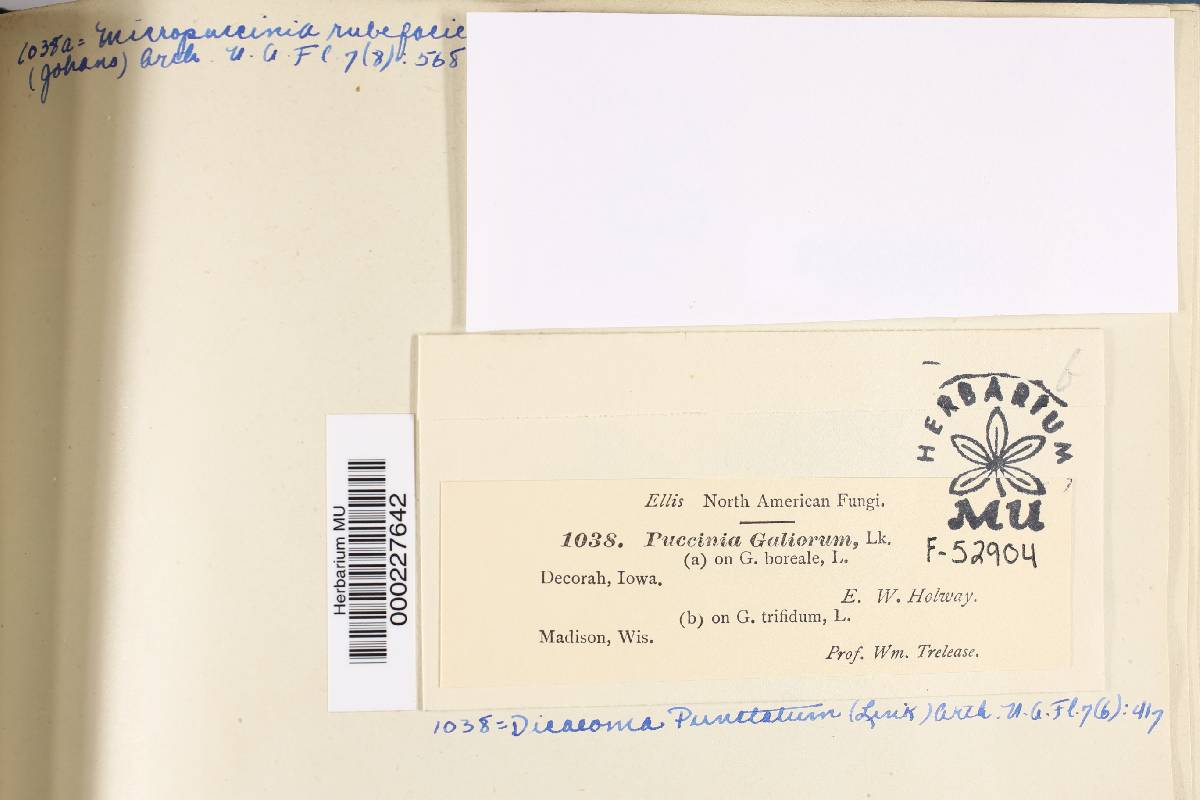 1038a = Micropuccinia rubefacie
(Johans) Arth. N. A. Fl. 7(8): 568
HERBARIUM
MU
F-52904
Herbarium MU
000227642
Ellis North American Fungi.
1038. Puccinia Galiorum, Lk.
(a) on G. boreale, L.
Decorah, Iowa.
E. W. Holway.
(b) on G. trifidum, L.
Madison, Wis.
Prof. Wm. Trelease.
1038 = Dicaeoma Punctatum (Link) Arth. N. A. Fl. 7(6): 417